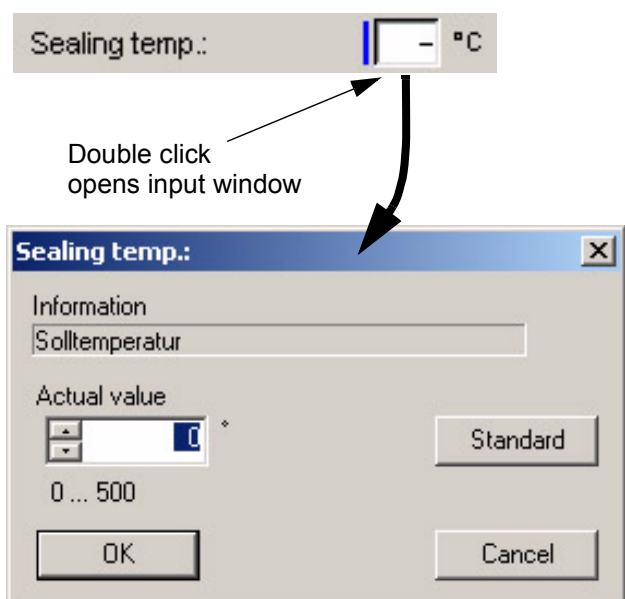 Sealing temp.: – °C
Double click
opens input window
Sealing temp.:
Information
Solltemperatur
Actual value
0 °
Standard
0 ... 500
OK Cancel